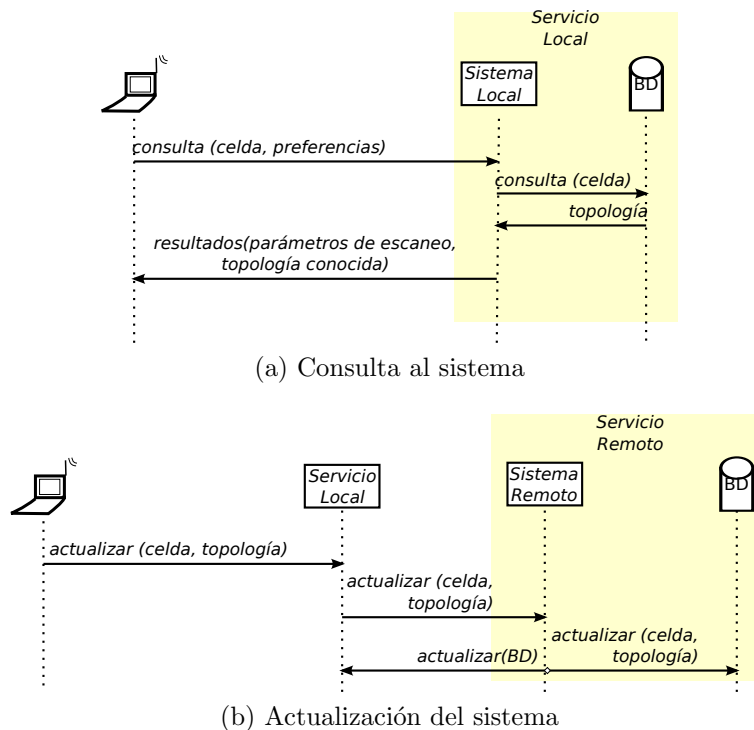 Servicio
Local
Sistema
Local
BD
consulta (celda, preferencias)
consulta (celda)
topología
resultados(parámetros de escaneo,
topología conocida)
(a) Consulta al sistema
Servicio
Remoto
Servicio
Local
Sistema
Remoto
BD
actualizar (celda, topología)
actualizar (celda,
topología)
actualizar(BD)
actualizar (celda,
topología)
(b) Actualización del sistema